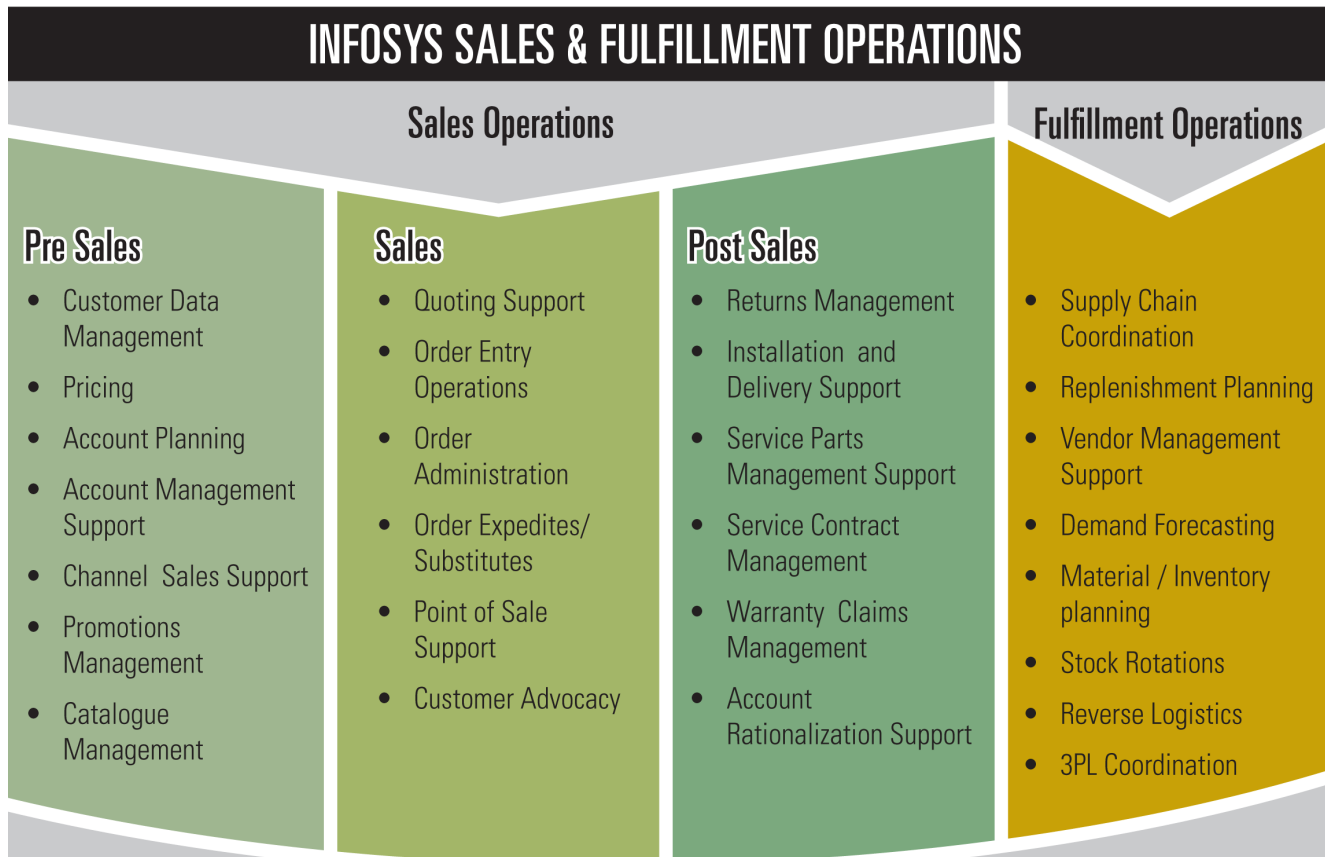 INFOSYS SALES & FULFILLMENT OPERATIONS
Sales Operations
Pre Sales
• Customer Data
Management
• Pricing
• Account Planning
• Account Management
Support
• Channel Sales Support
• Promotions
Management
• Catalogue
Management
Sales
• Quoting Support
• Order Entry
Operations
• Order
Administration
• Order Expedites/
Substitutes
• Point of Sale
Support
• Customer Advocacy
Post Sales
• Returns Management
• Installation and
Delivery Support
• Service Parts
Management Support
• Service Contract
Management
• Warranty Claims
Management
• Account
Rationalization Support
Fulfillment Operations
• Supply Chain
Coordination
• Replenishment Planning
• Vendor Management
Support
• Demand Forecasting
• Material / Inventory
planning
• Stock Rotations
• Reverse Logistics
• 3PL Coordination